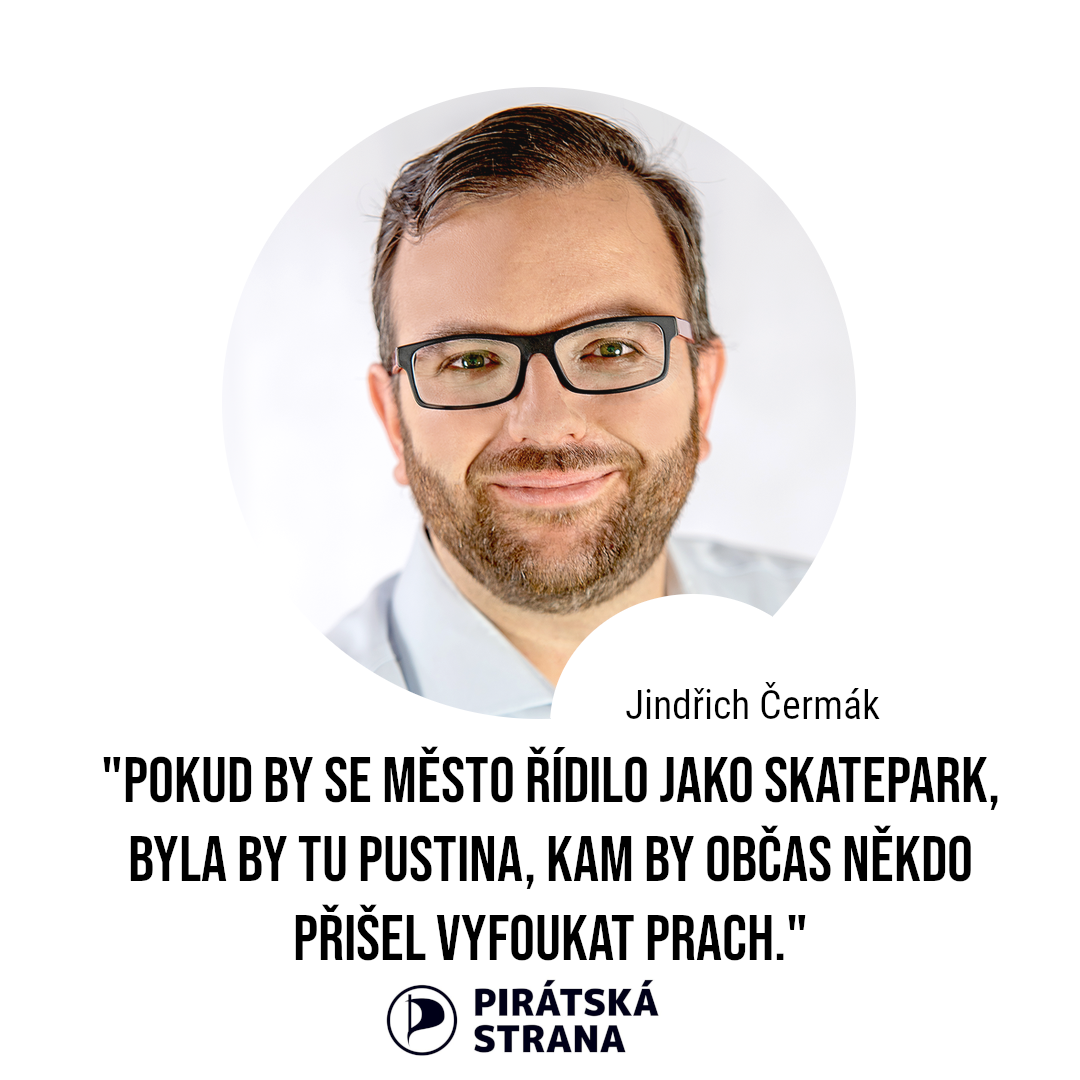 Jindřich Čermák
"POKUD BY SE MĚSTO ŘÍDILO JAKO SKATEPARK,
BYLA BY TU PUSTINA, KAM BY OBČAS NĚKDO
PŘIŠEL VYFOUKAT PRACH."
PIRÁTSKÁ
STRANA